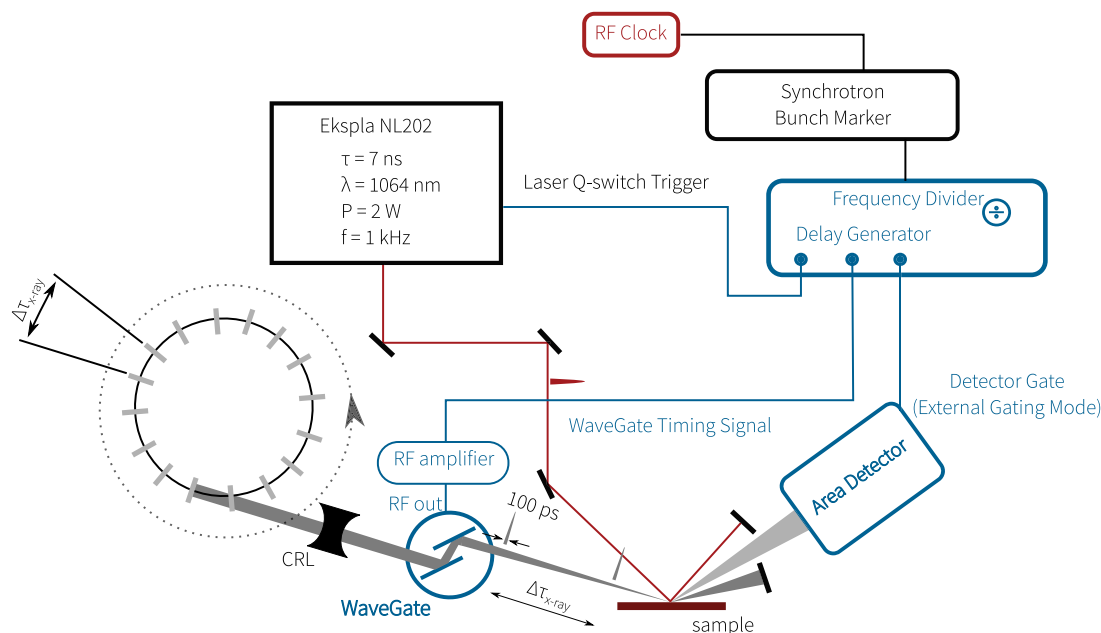 RF Clock
Synchrotron
Bunch Marker
Ekspla NL202
τ = 7 ns
λ = 1064 nm
P = 2 W
f = 1 kHz
Laser Q-switch Trigger
Frequency Divider
÷
Delay Generator
Δτx-ray
Detector Gate
(External Gating Mode)
WaveGate Timing Signal
RF amplifier
RF out
Area Detector
100 ps
CRL
Δτx-ray
WaveGate
sample